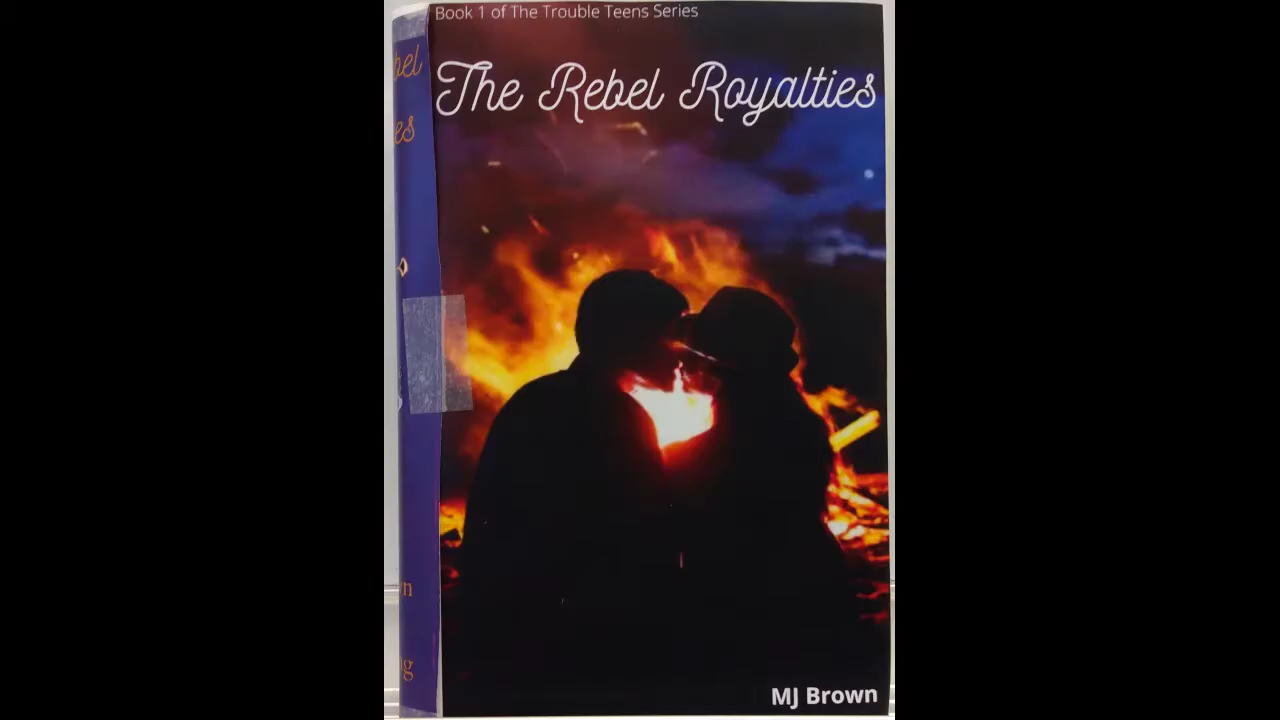 Book 1 of The Trouble Teens Series
The Rebel Royalties
MJ Brown